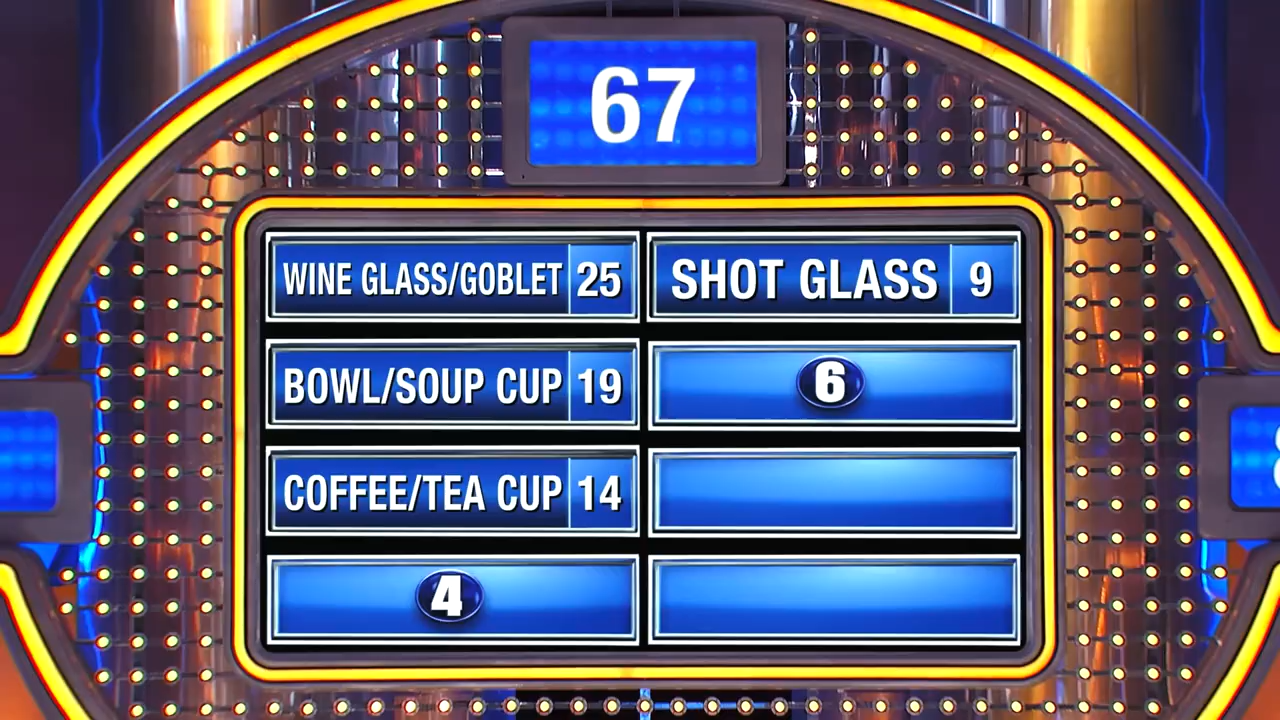 67
WINE GLASS/GOBLET 25
SHOT GLASS 9
BOWL/SOUP CUP 19
6
COFFEE/TEA CUP 14
4